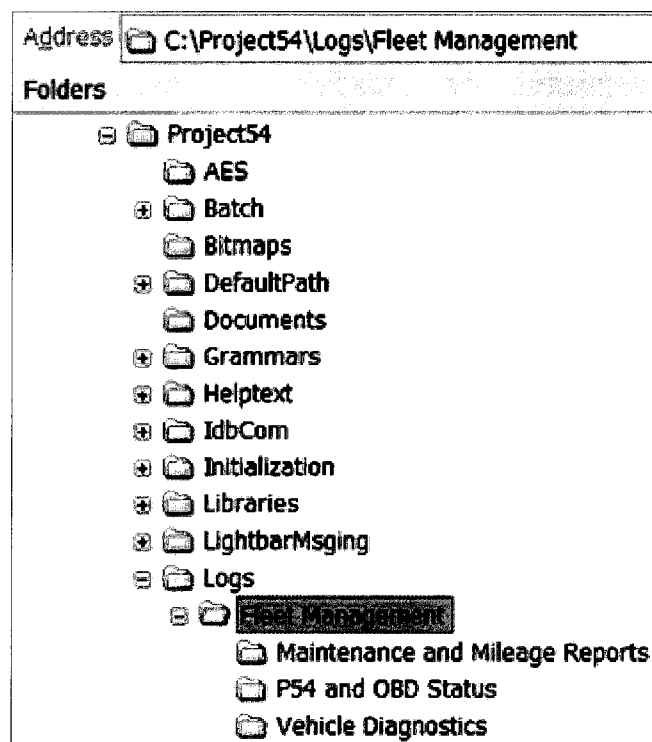 Address C:\Project54\Logs\Fleet Management
Folders
Project54
AES
Batch
Bitmaps
DefaultPath
Documents
Grammars
Helptext
IdbCom
Initialization
Libraries
LightbarMsging
Logs
Fleet Management
Maintenance and Mileage Reports
P54 and OBD Status
Vehicle Diagnostics